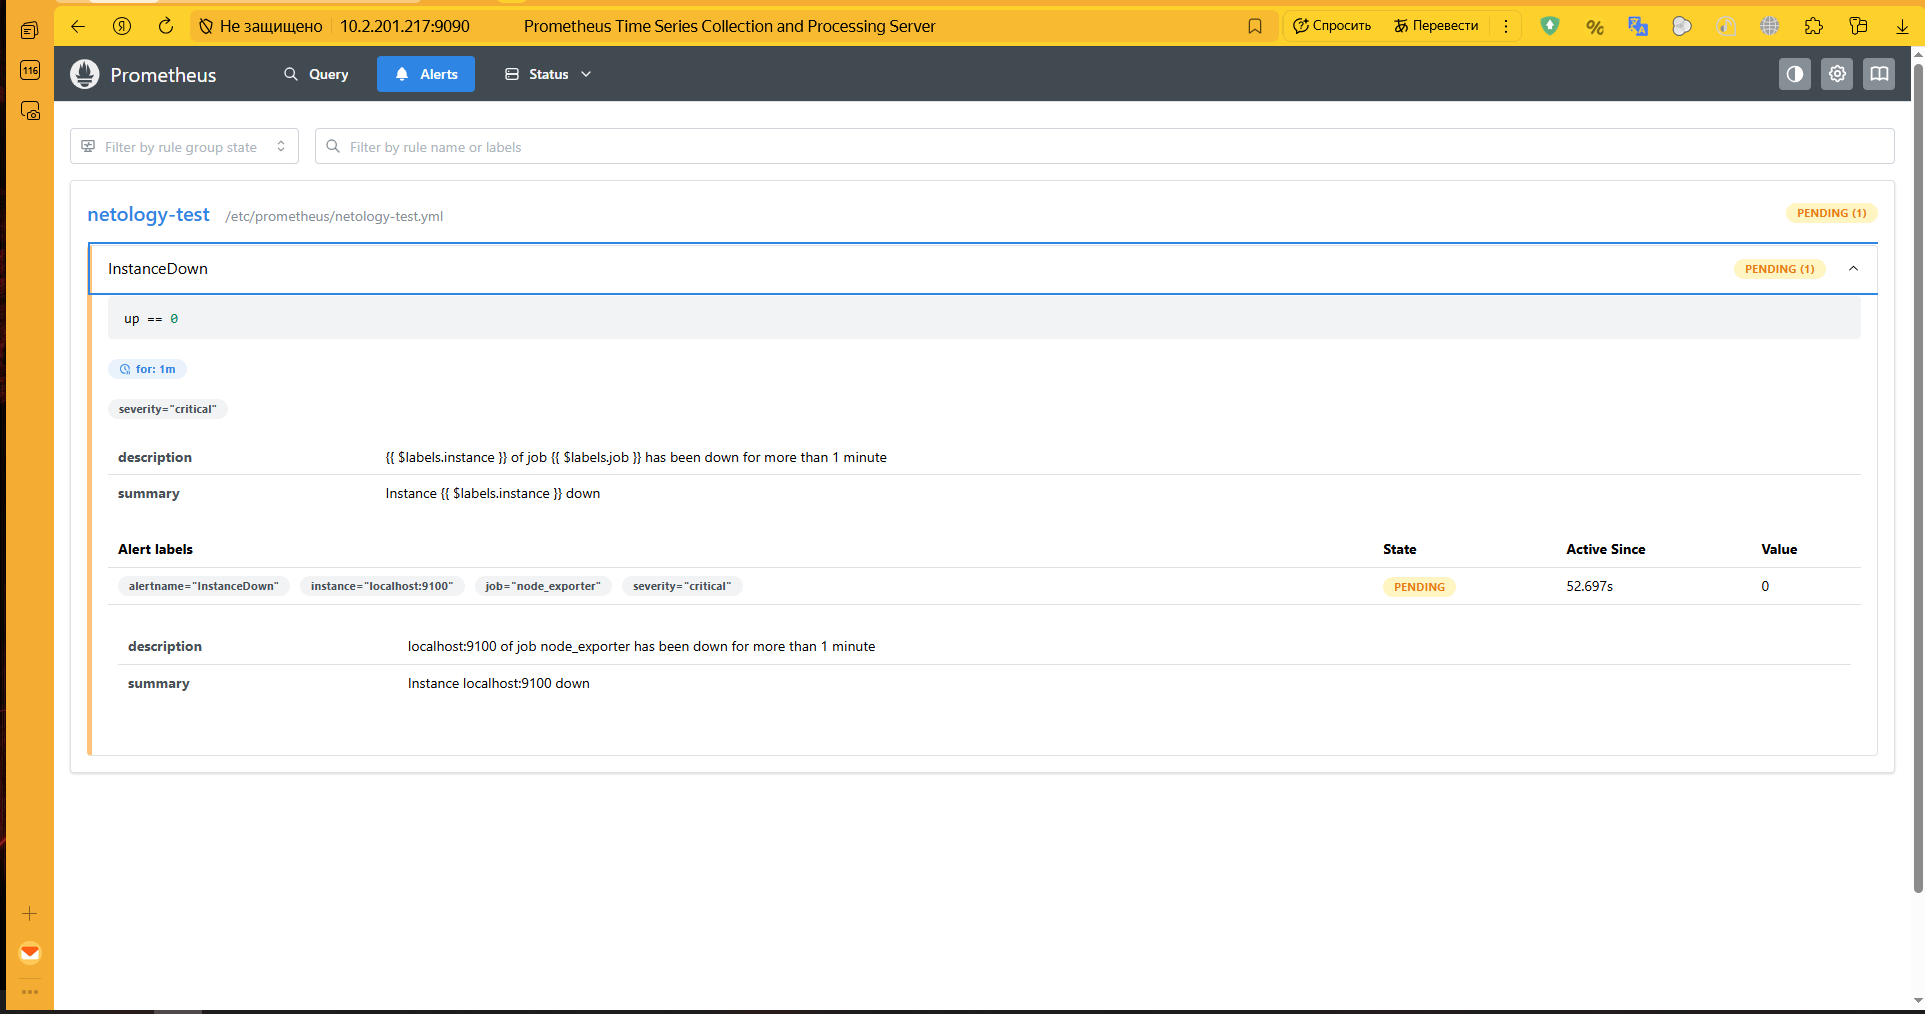 Не защищено 10.2.201.217:9090 Prometheus Time Series Collection and Processing Server Спросить Перевести
116
Prometheus Query Alerts Status
Filter by rule group state Filter by rule name or labels
netology-test /etc/prometheus/netology-test.yml PENDING (1)
InstanceDown PENDING (1)
up == 0
for: 1m
severity="critical"
description {{ $labels.instance }} of job {{ $labels.job }} has been down for more than 1 minute
summary Instance {{ $labels.instance }} down
Alert labels State Active Since Value
alertname="InstanceDown" instance="localhost:9100" job="node_exporter" severity="critical" PENDING 52.697s 0
description localhost:9100 of job node_exporter has been down for more than 1 minute
summary Instance localhost:9100 down